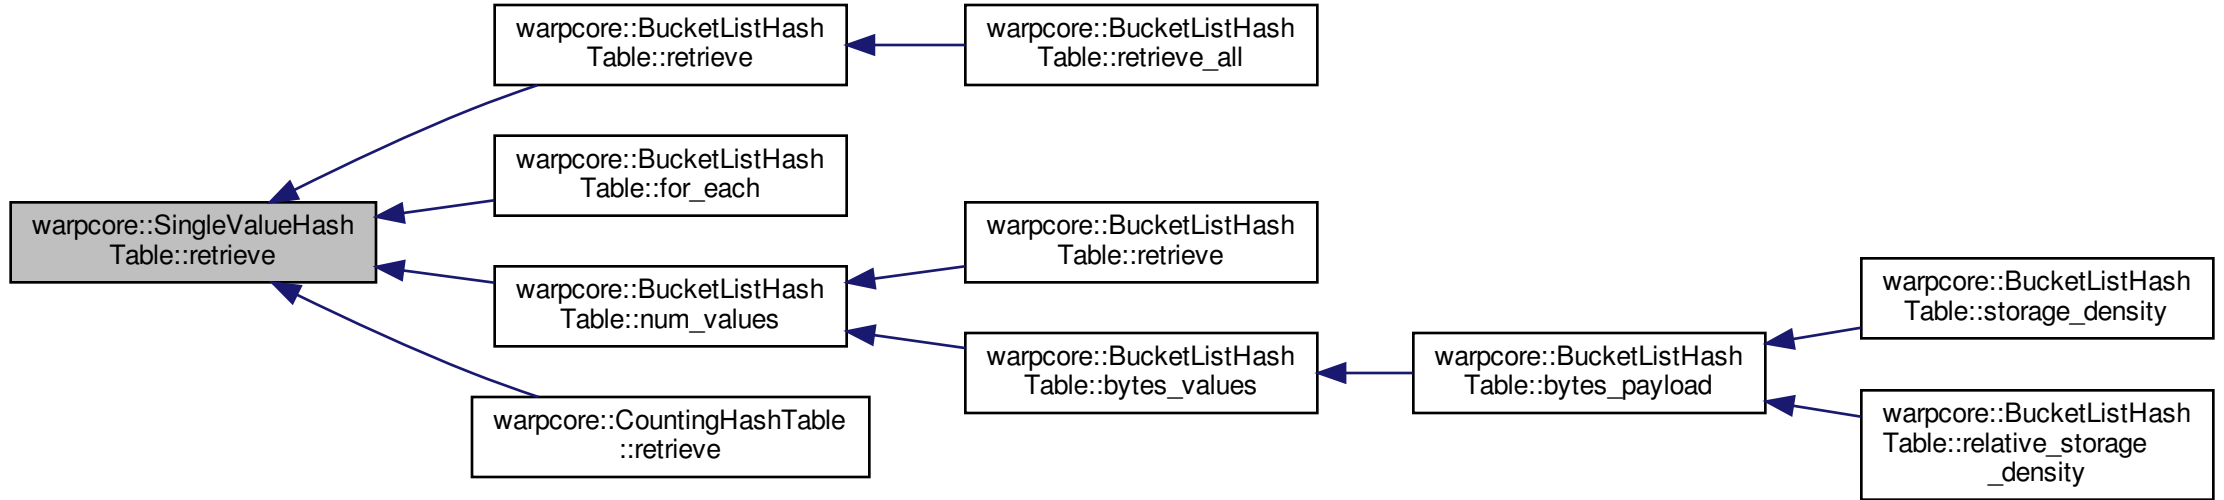 warpcore::SingleValueHash
Table::retrieve
warpcore::BucketListHash
Table::retrieve
warpcore::BucketListHash
Table::retrieve_all
warpcore::BucketListHash
Table::for_each
warpcore::BucketListHash
Table::num_values
warpcore::BucketListHash
Table::retrieve
warpcore::BucketListHash
Table::bytes_values
warpcore::BucketListHash
Table::bytes_payload
warpcore::BucketListHash
Table::storage_density
warpcore::BucketListHash
Table::relative_storage
_density
warpcore::CountingHashTable
::retrieve